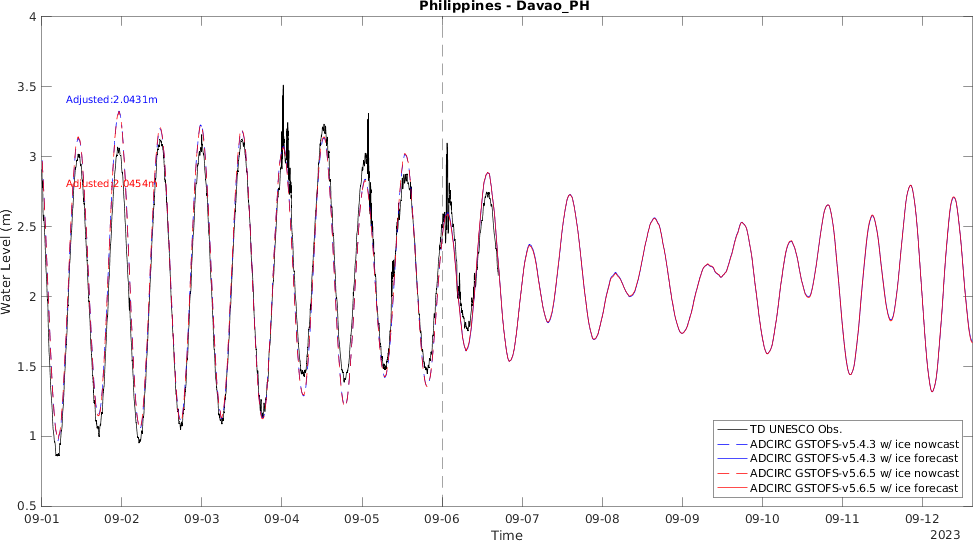 Philippines - Davao_PH
4
3.5
3
2.5
2
1.5
1
0.5
Water Level (m)
Adjusted:2.0431m
Adjusted:2.0454m
TD UNESCO Obs.
ADCIRC GSTOFS-v5.4.3 w/ ice nowcast
ADCIRC GSTOFS-v5.4.3 w/ ice forecast
ADCIRC GSTOFS-v5.6.5 w/ ice nowcast
ADCIRC GSTOFS-v5.6.5 w/ ice forecast
09-01 09-02 09-03 09-04 09-05 09-06 09-07 09-08 09-09 09-10 09-11 09-12
2023
Time